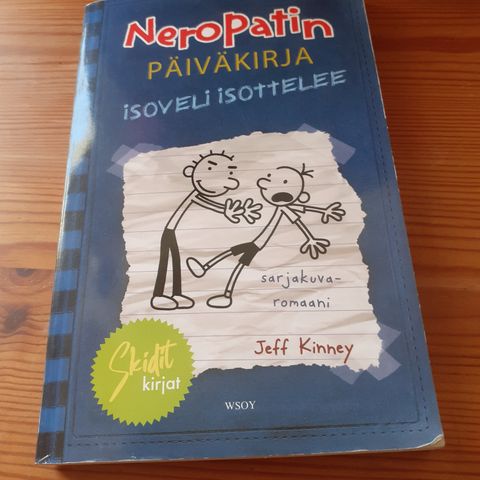 Neropatin
PÄIVÄKIRJA
iSOVELi iSOTTELEE
sarjakuva-
romaani
Jeff Kinney
Skidit
kirjat
WSOY